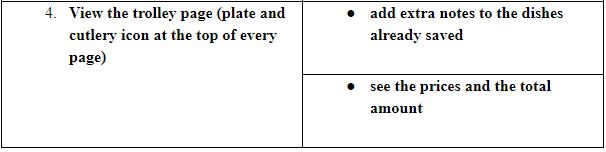 4. View the trolley page (plate and
cutlery icon at the top of every
page)
● add extra notes to the dishes
already saved
● see the prices and the total
amount